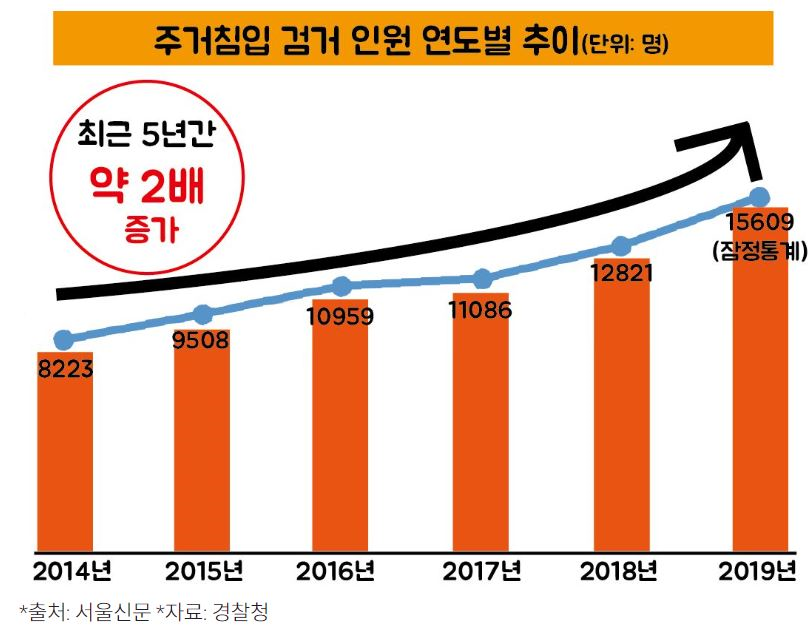 주거침입 검거 인원 연도별 추이(단위: 명)
최근 5년간
약 2배
증가
8223
9508
10959
11086
12821
15609
(잠정통계)
2014년 2015년 2016년 2017년 2018년 2019년
*출처: 서울신문 *자료: 경찰청